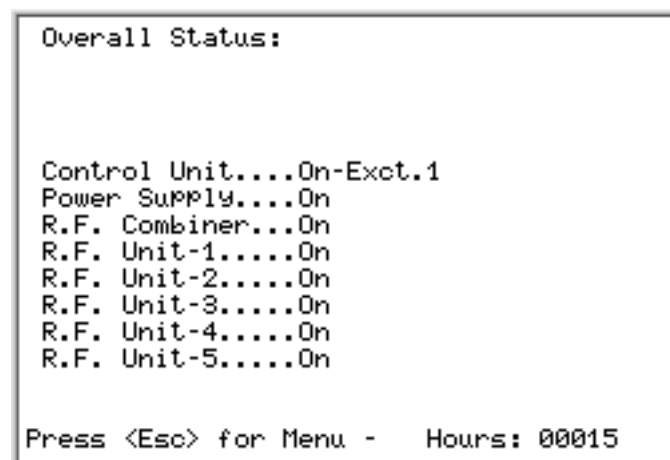 Overall Status:
Control Unit....On-Exct.1
Power Supply....On
R.F. Combiner...On
R.F. Unit-1.....On
R.F. Unit-2.....On
R.F. Unit-3.....On
R.F. Unit-4.....On
R.F. Unit-5.....On
Press <Esc> for Menu -   Hours: 00015